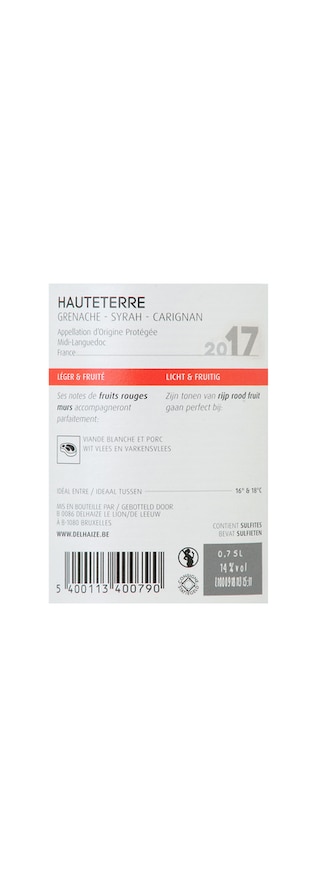 HAUTETERRE
GRENACHE - SYRAH - CARIGNAN
Appellation d'Origine Protégée
Midi-Languedoc
France
2017
LÉGER & FRUITÉ
LICHT & FRUITIG
Ses notes de fruits rouges
murs accompagneront
parfaitement:
Zijn tonen van rijp rood fruit
gaan perfect bij:
VIANDE BLANCHE ET PORC
WIT VLEES EN VARKENSVLEES
IDÉAL ENTRE / IDEAAL TUSSEN
16° & 18°C
MIS EN BOUTEILLE PAR / GEBOTTELD DOOR
B 0086 DELHAIZE LE LION/DE LEEUW
À B-1080 BRUXELLES.
WWW.DELHAIZE.BE
CONTIENT SULFITES
BEVAT SULFIETEN
0,75L
14%vol
5 400113 400790